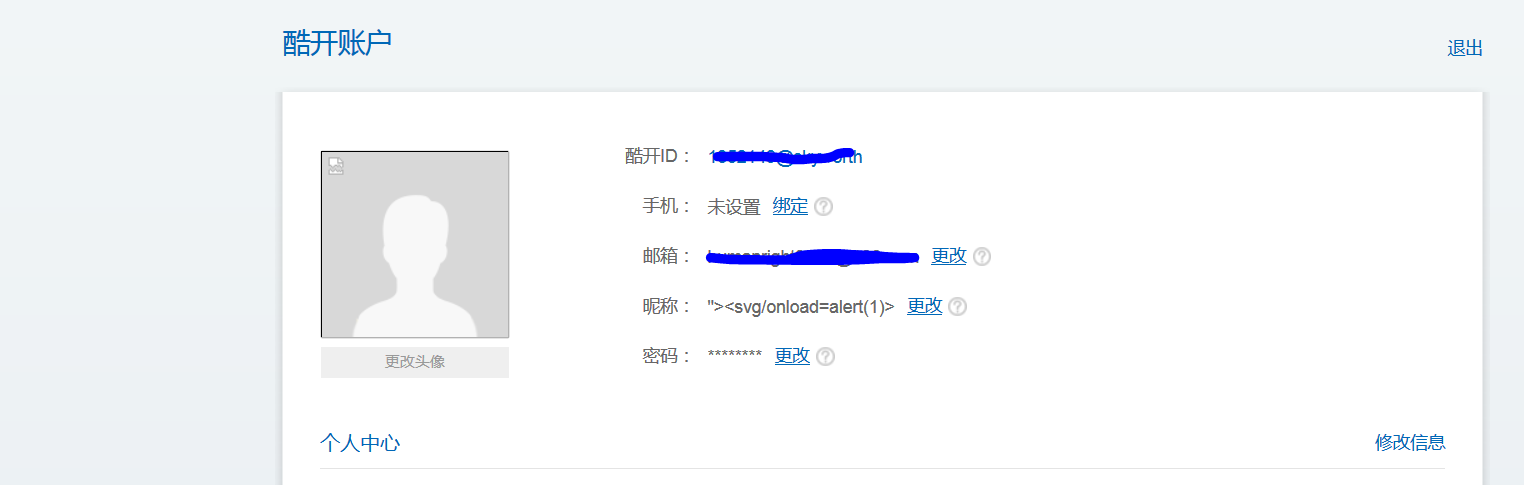 酷开账户
退出
酷开ID：
手机： 未设置 绑定 ?
邮箱： 更改 ?
昵称： "><svg/onload=alert(1)> 更改 ?
密码： ******** 更改 ?
更改头像
个人中心
修改信息